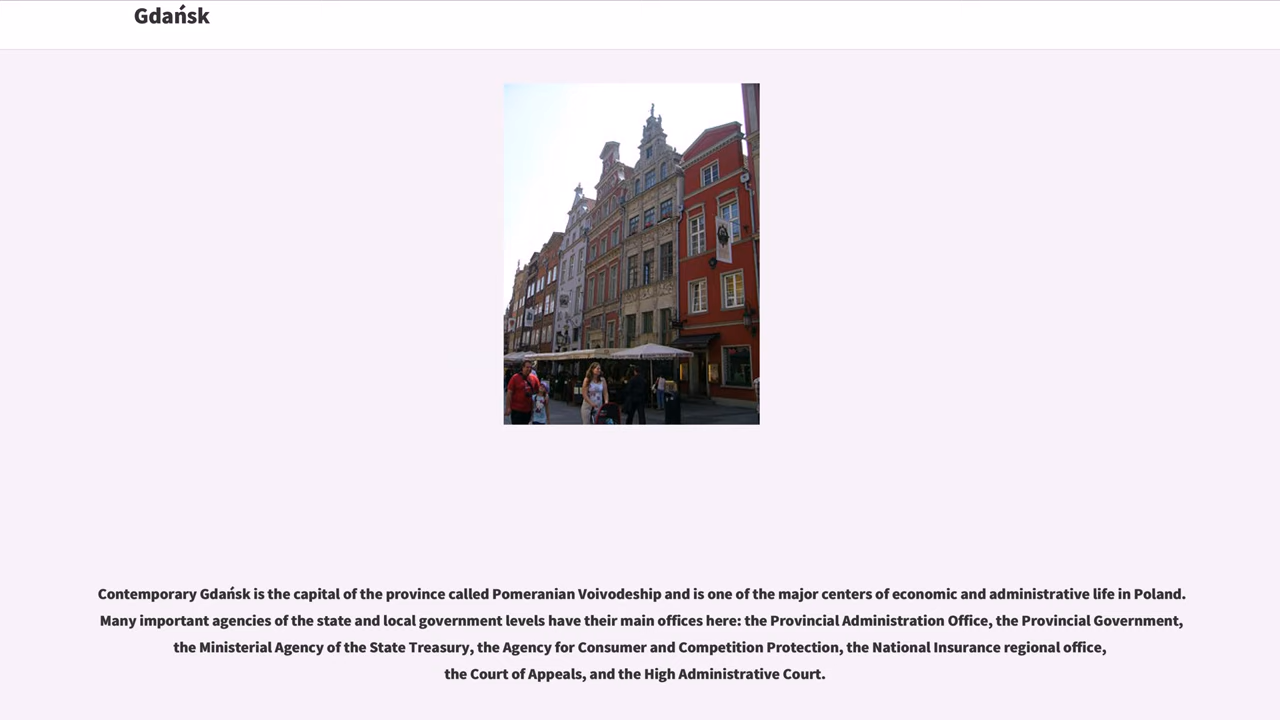 Gdańsk
Contemporary Gdańsk is the capital of the province called Pomeranian Voivodeship and is one of the major centers of economic and administrative life in Poland.
Many important agencies of the state and local government levels have their main offices here: the Provincial Administration Office, the Provincial Government,
the Ministerial Agency of the State Treasury, the Agency for Consumer and Competition Protection, the National Insurance regional office,
the Court of Appeals, and the High Administrative Court.